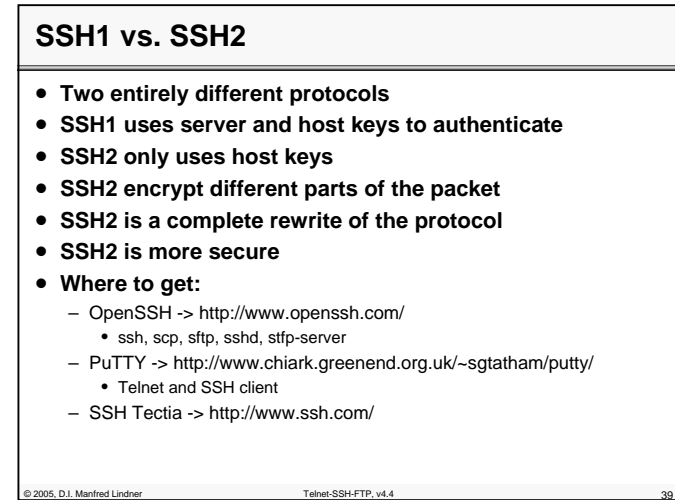 SSH1 vs. SSH2
• Two entirely different protocols
• SSH1 uses server and host keys to authenticate
• SSH2 only uses host keys
• SSH2 encrypt different parts of the packet
• SSH2 is a complete rewrite of the protocol
• SSH2 is more secure
• Where to get:
– OpenSSH -> http://www.openssh.com/
• ssh, scp, sftp, sshd, stfp-server
– PuTTY -> http://www.chiark.greenend.org.uk/~sgtatham/putty/
• Telnet and SSH client
– SSH Tectia -> http://www.ssh.com/
© 2005, D.I. Manfred Lindner Telnet-SSH-FTP, v4.4 39